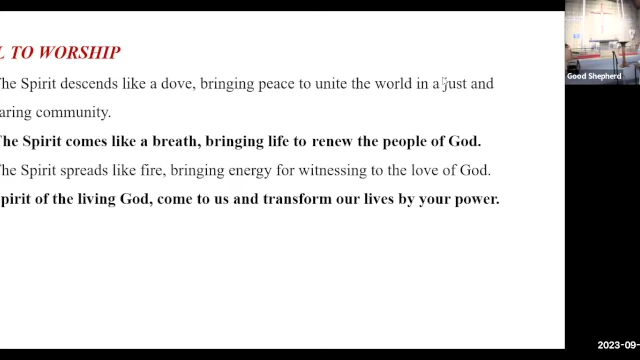 L TO WORSHIP
The Spirit descends like a dove, bringing peace to unite the world in a just and
aring community.
The Spirit comes like a breath, bringing life to renew the people of God.
The Spirit spreads like fire, bringing energy for witnessing to the love of God.
pirit of the living God, come to us and transform our lives by your power.
Good Shepherd
2023-09-